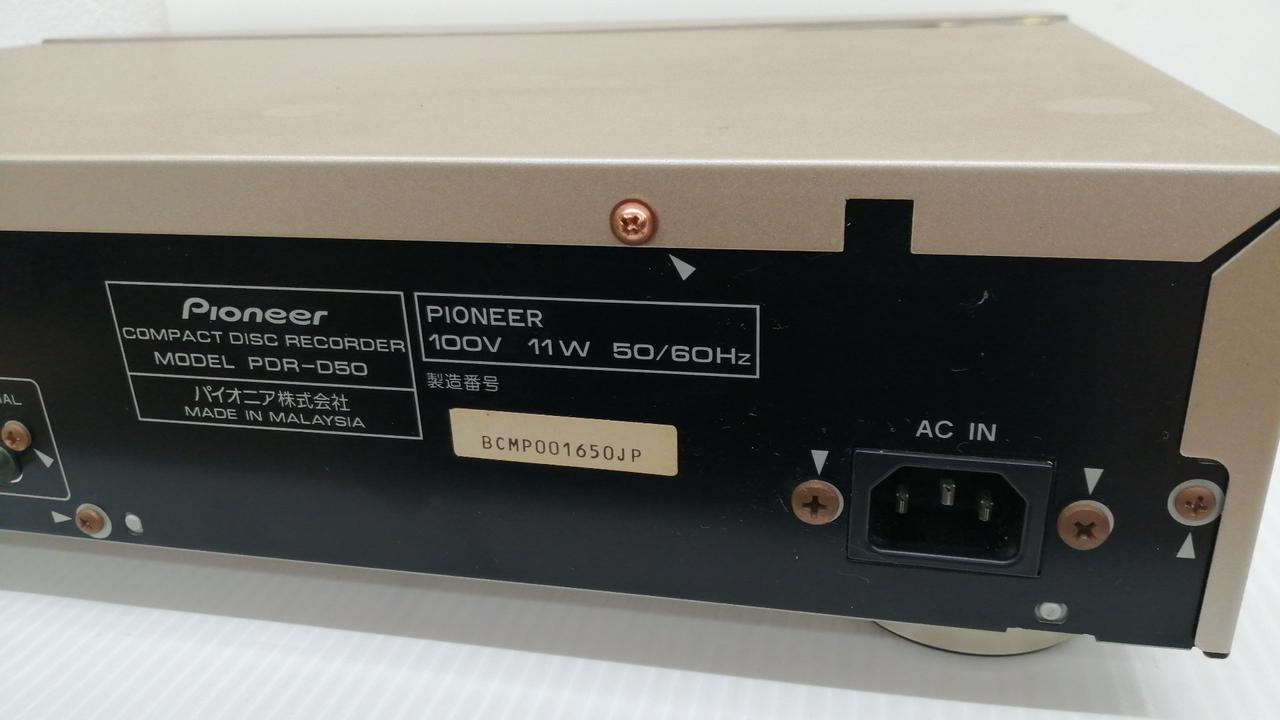 Pioneer
COMPACT DISC RECORDER
MODEL PDR-D50
パイオニア株式会社
MADE IN MALAYSIA
PIONEER
100V 11W 50/60Hz
製造番号
BCMP001650JP
AC IN